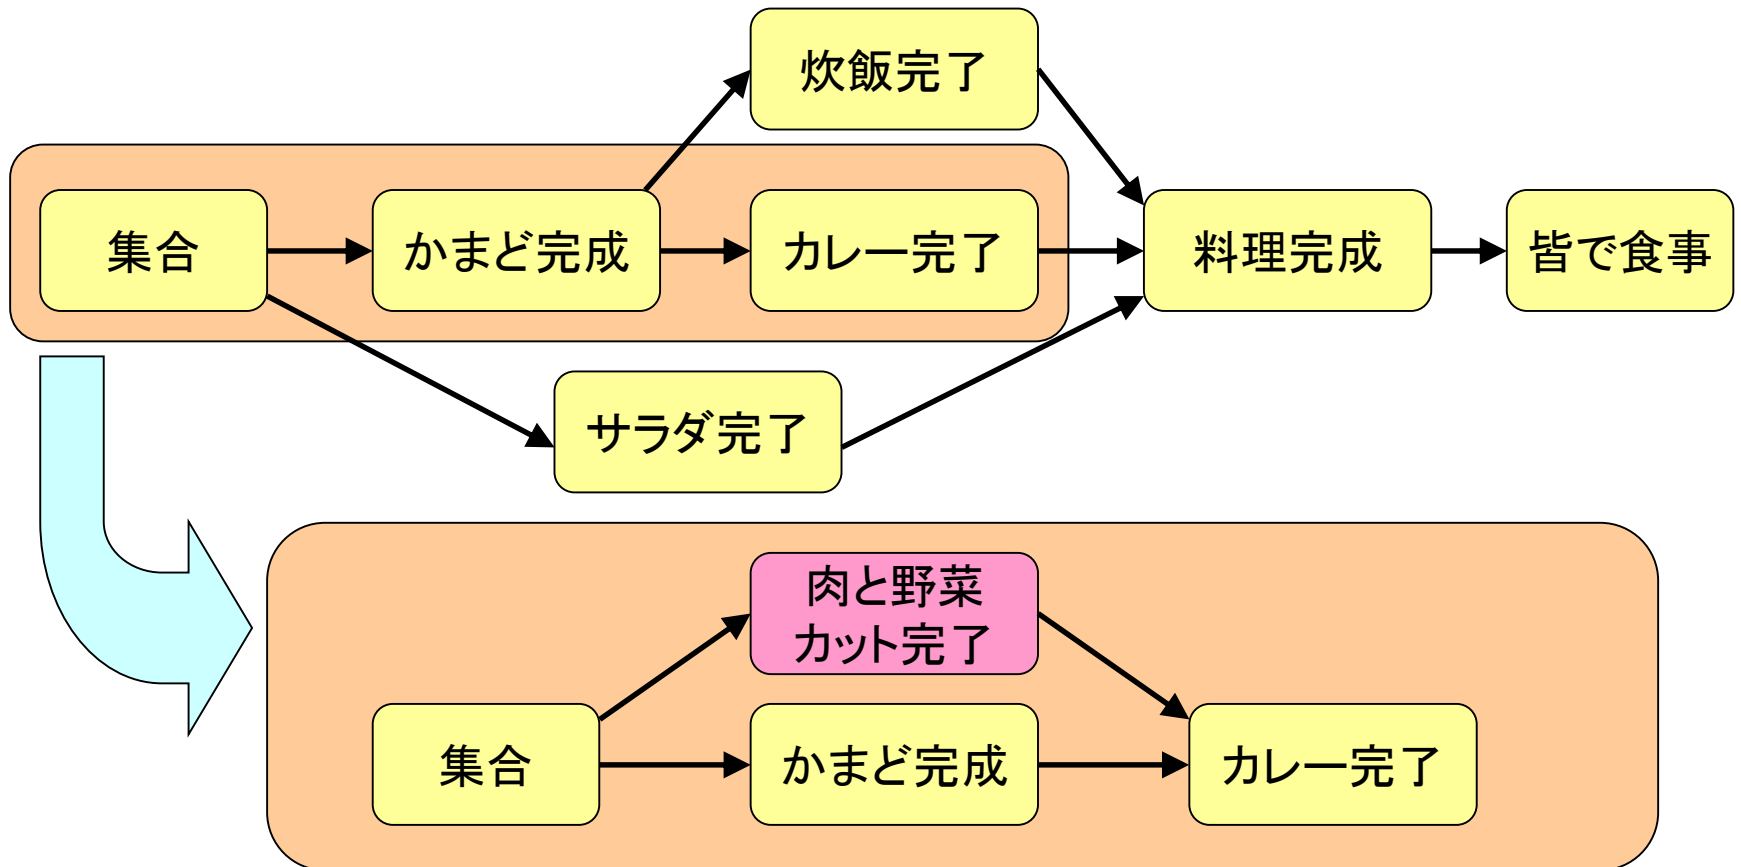 炊飯完了
集合
かまど完成
カレー完了
料理完成
皆で食事
サラダ完了
肉と野菜
カット完了
集合
かまど完成
カレー完了